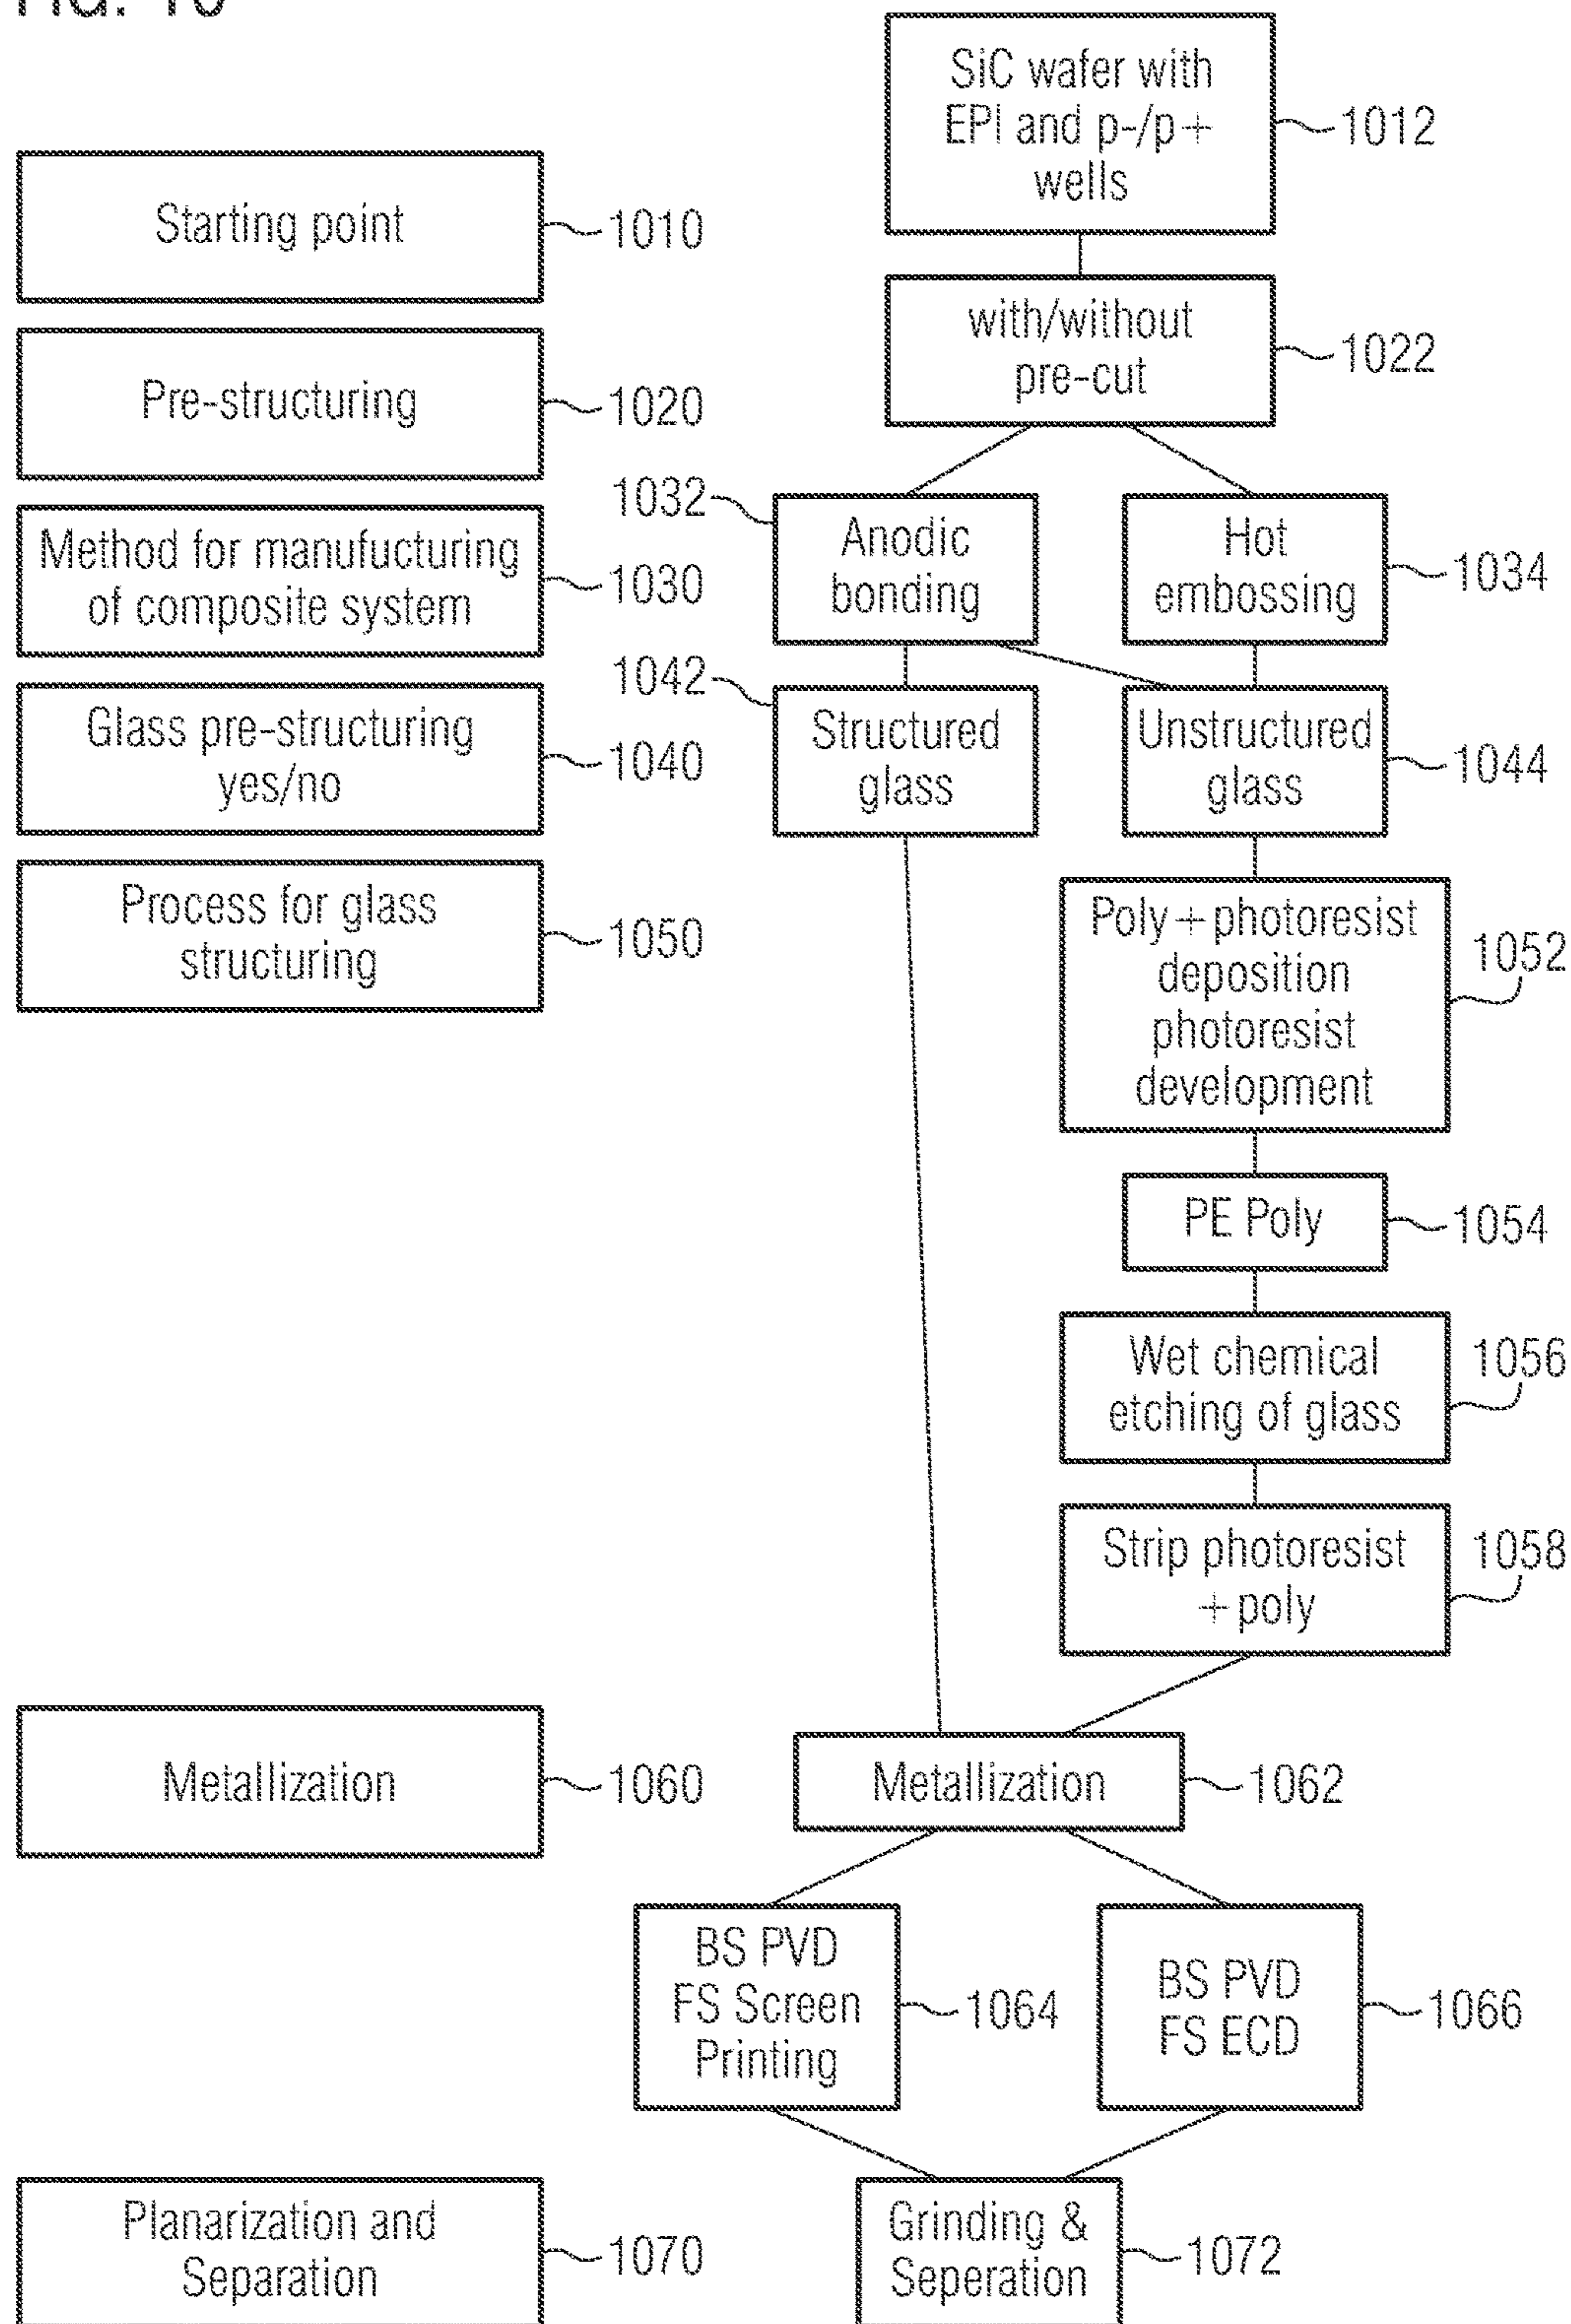 FIG. 10
SiC wafer with
EPI and p-/p+
wells
1012
Starting point
1010
with/without
pre-cut
1022
Pre-structuring
1020
1032
Anodic
bonding
Hot
embossing
1034
Method for manufucturing
of composite system
1030
1042
Structured
glass
Unstructured
glass
1044
Glass pre-structuring
yes/no
1040
Process for glass
structuring
1050
Poly+photoresist
deposition
photoresist
development
1052
PE Poly
1054
Wet chemical
etching of glass
1056
Strip photoresist
+poly
1058
Metallization
1060
Metallization
1062
BS PVD
FS Screen
Printing
1064
BS PVD
FS ECD
1066
Planarization and
Separation
1070
Grinding &
Seperation
1072